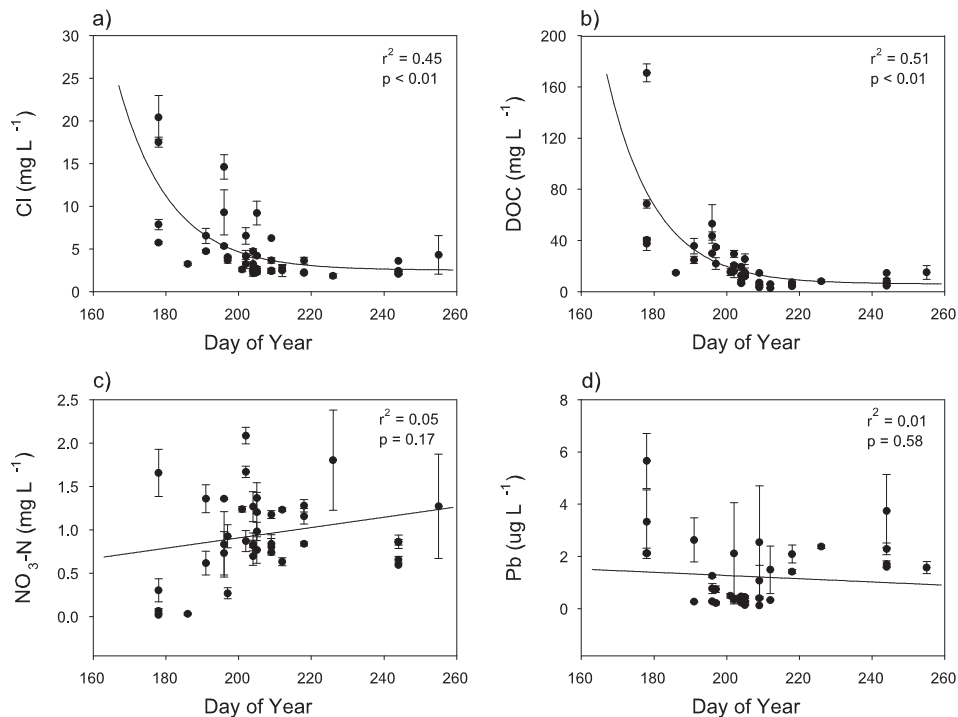 a)
r² = 0.45
p < 0.01
Cl (mg L ⁻¹)
30
25
20
15
10
5
0
160 180 200 220 240 260
Day of Year
b)
r² = 0.51
p < 0.01
DOC (mg L ⁻¹)
200
160
120
80
40
0
160 180 200 220 240 260
Day of Year
c)
r² = 0.05
p = 0.17
NO₃-N (mg L ⁻¹)
2.5
2.0
1.5
1.0
0.5
0.0
160 180 200 220 240 260
Day of Year
d)
r² = 0.01
p = 0.58
Pb (ug L ⁻¹)
8
6
4
2
0
160 180 200 220 240 260
Day of Year